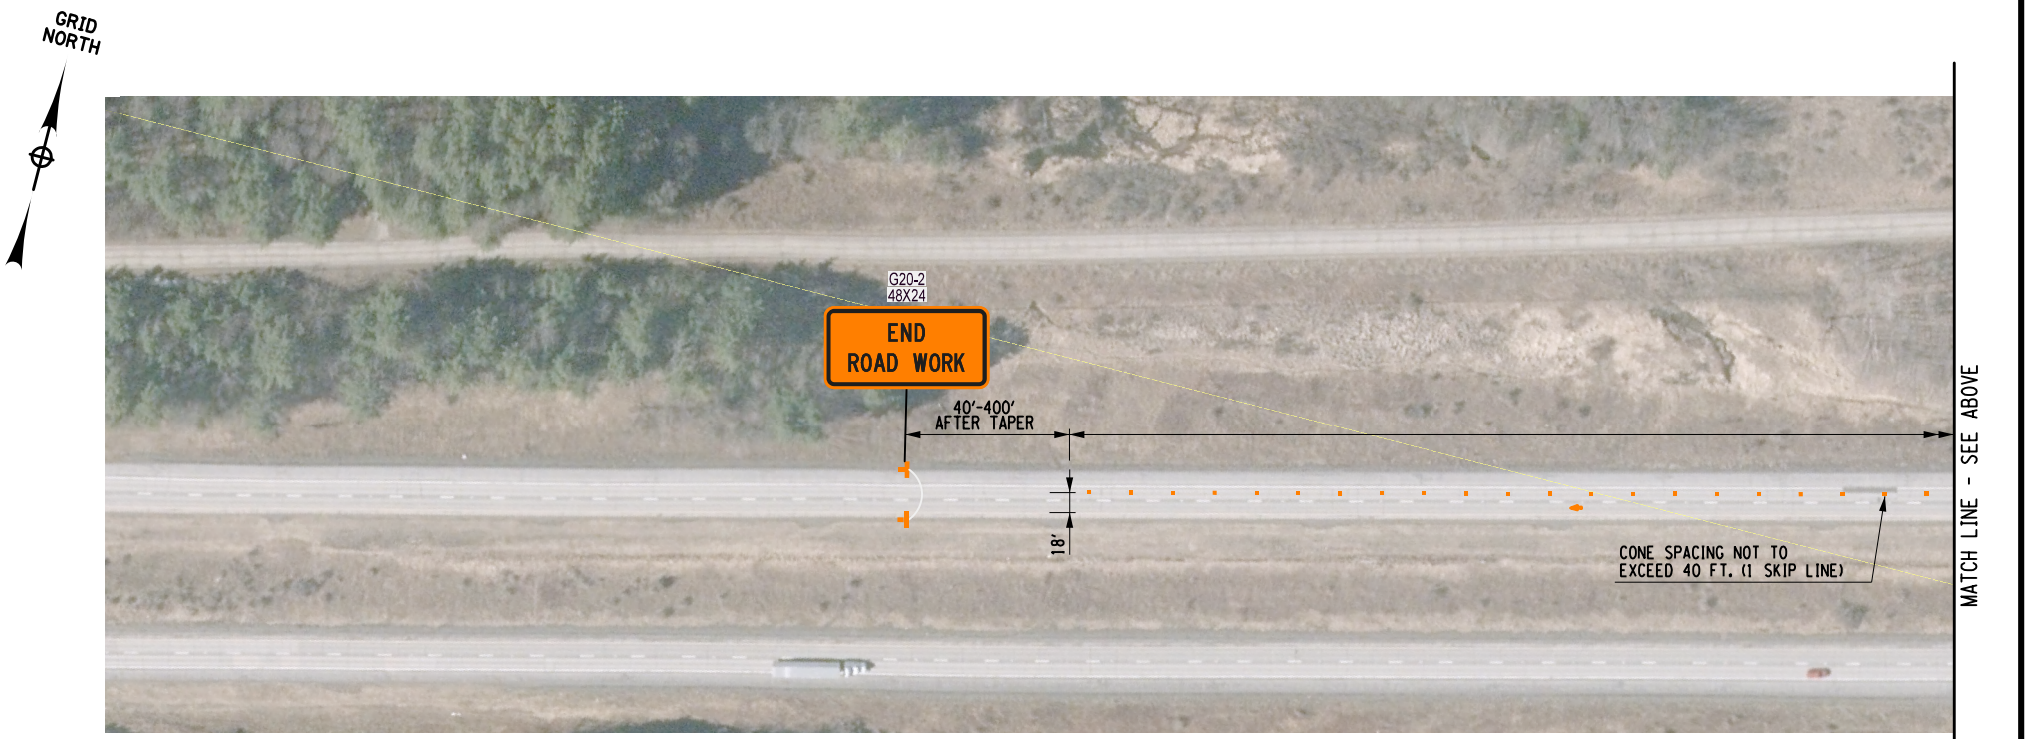 GRID
NORTH
G20-2
48X24
END
ROAD WORK
40'-400'
AFTER TAPER
18'
CONE SPACING NOT TO
EXCEED 40 FT. (1 SKIP LINE)
MATCH LINE - SEE ABOVE